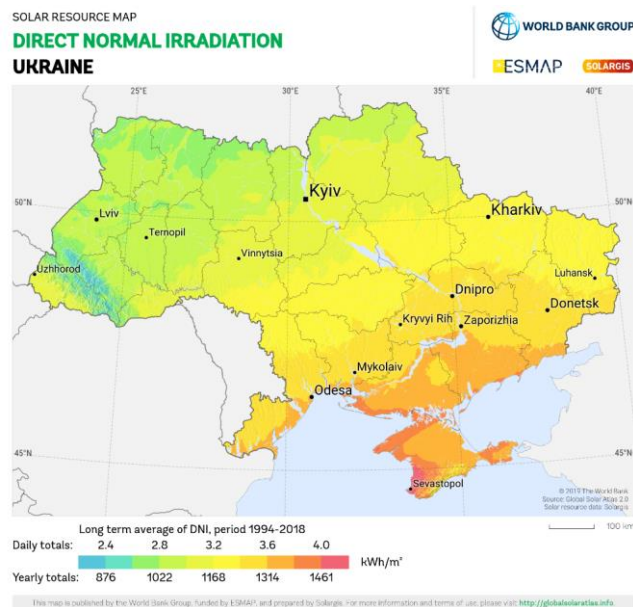 SOLAR RESOURCE MAP
DIRECT NORMAL IRRADIATION
UKRAINE
WORLD BANK GROUP
ESMAP
SOLARGIS
25°E
30°E
35°E
40°E
50°N
50°N
Kyiv
Lviv
Kharkiv
Ternopil
Vinnytsia
Uzhhorod
Luhansk
Dnipro
Donetsk
Kryvyi Rih
Zaporizhia
Mykolaiv
Odesa
45°N
45°N
Sevastopol
© 2019 The World Bank
Source: Global Solar Atlas 2.0
Solar resource data: Solargis
100 km
Long term average of DNI, period 1994-2018
Daily totals: 2.4 2.8 3.2 3.6 4.0
kWh/m²
Yearly totals: 876 1022 1168 1314 1461
This map is published by the World Bank Group, funded by ESMAP, and prepared by Solargis. For more information and terms of use, please visit http://globalsolaratlas.info.